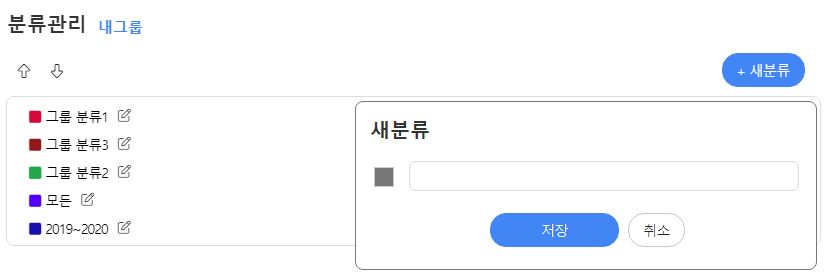 분류관리 내그룹
+ 새분류
그룹 분류1
그룹 분류3
그룹 분류2
모든
2019~2020
새분류
저장 취소